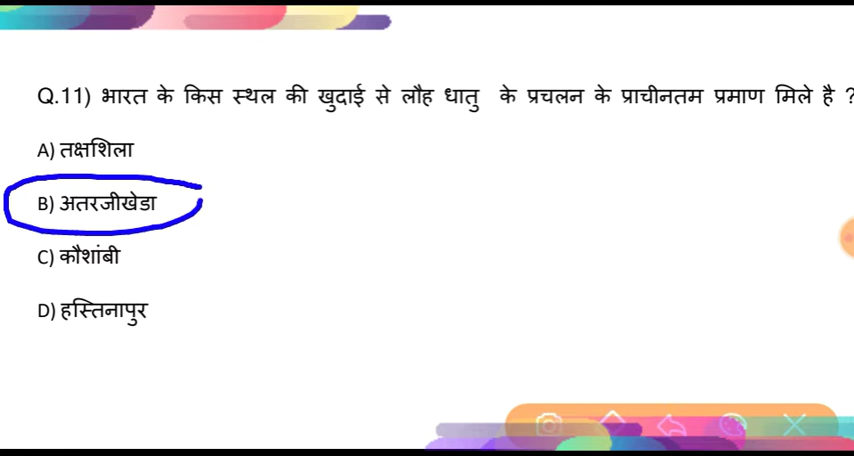 Q.11) भारत के किस स्थल की खुदाई से लौह धातु के प्रचलन के प्राचीनतम प्रमाण मिले है ?
A) तक्षशिला
B) अतरजीखेडा
C) कौशांबी
D) हस्तिनापुर